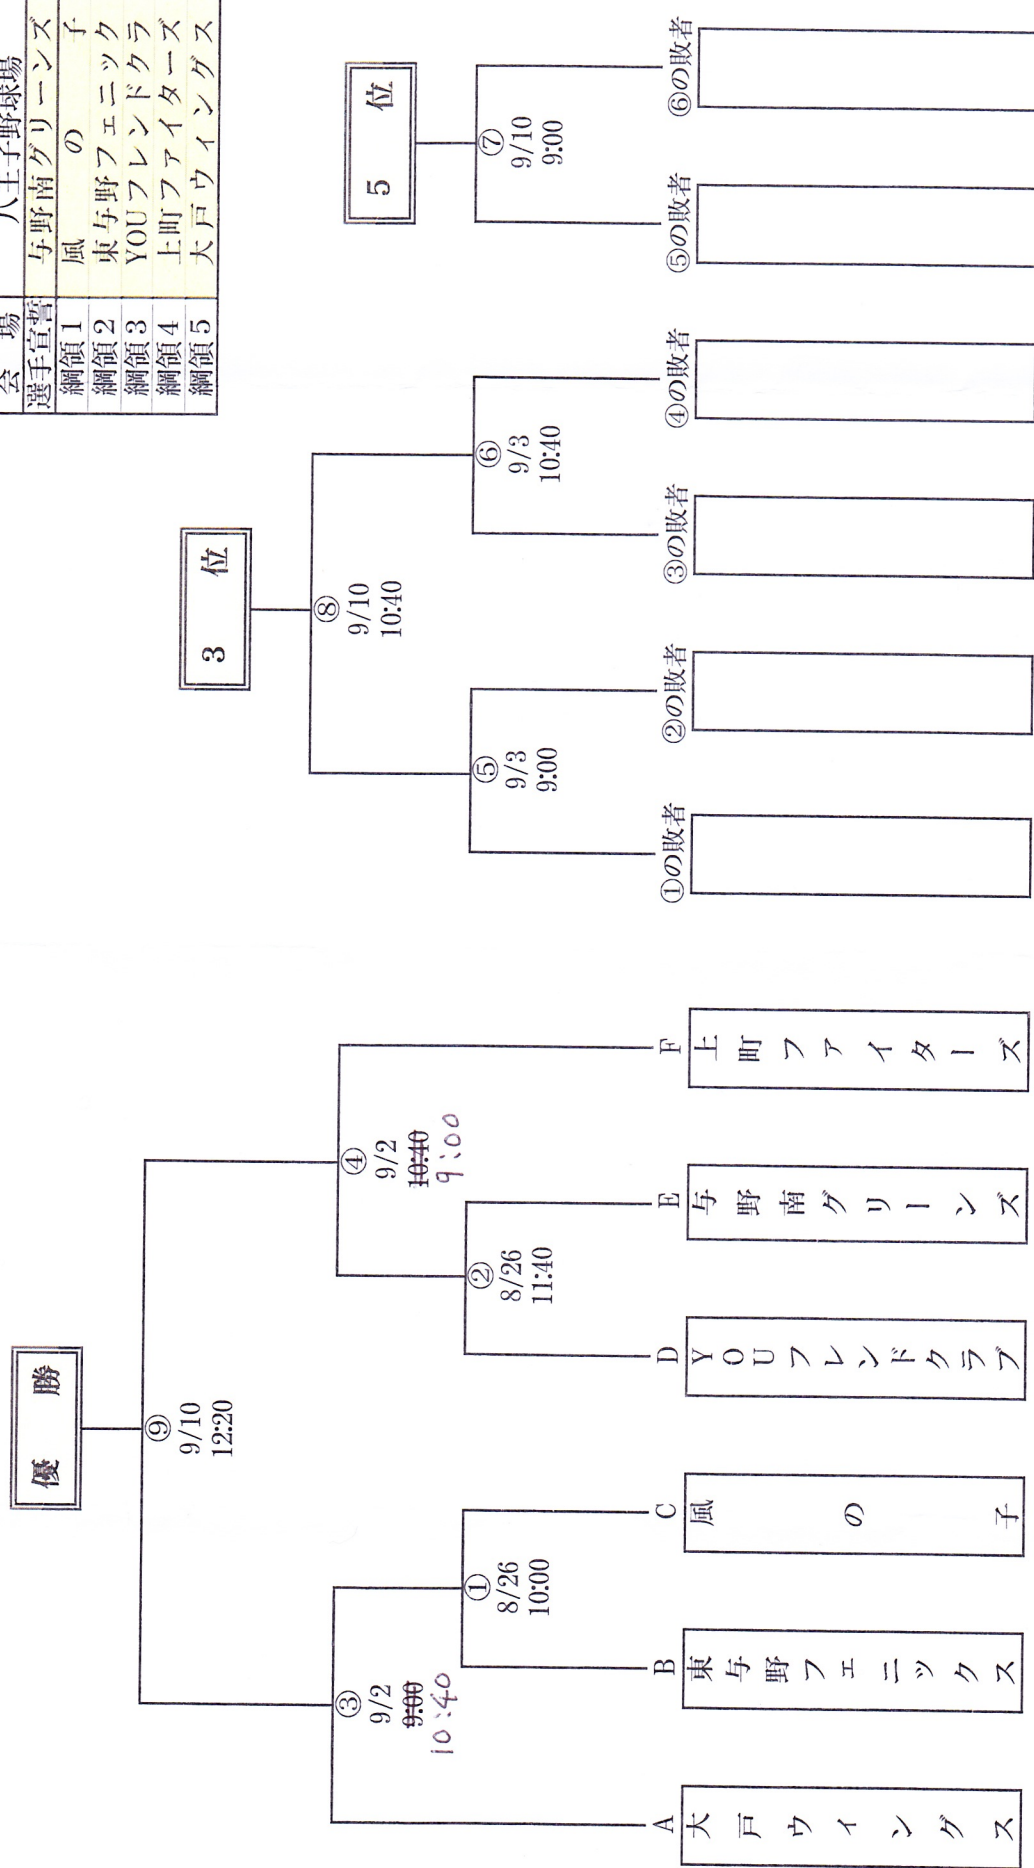 会場 八王子野球場
選手宣誓 与野南グリーンズ
綱領1 風の子
綱領2 東与野フェニック
綱領3 YOUフレンドクラ
綱領4 上町ファイターズ
綱領5 大戸ウィングス
優勝
⑨
9/10
12:20
③
9/2
9:00
10:40
④
9/2
10:40
9:00
①
8/26
10:00
②
8/26
11:40
A
大戸ウィングス
B
東与野フェニックス
C
風の子
D
YOUフレンドクラブ
E
与野南グリーンズ
F
上町ファイターズ
3位
⑧
9/10
10:40
⑤
9/3
9:00
⑥
9/3
10:40
①の敗者
②の敗者
③の敗者
④の敗者
5位
⑦
9/10
9:00
⑤の敗者
⑥の敗者